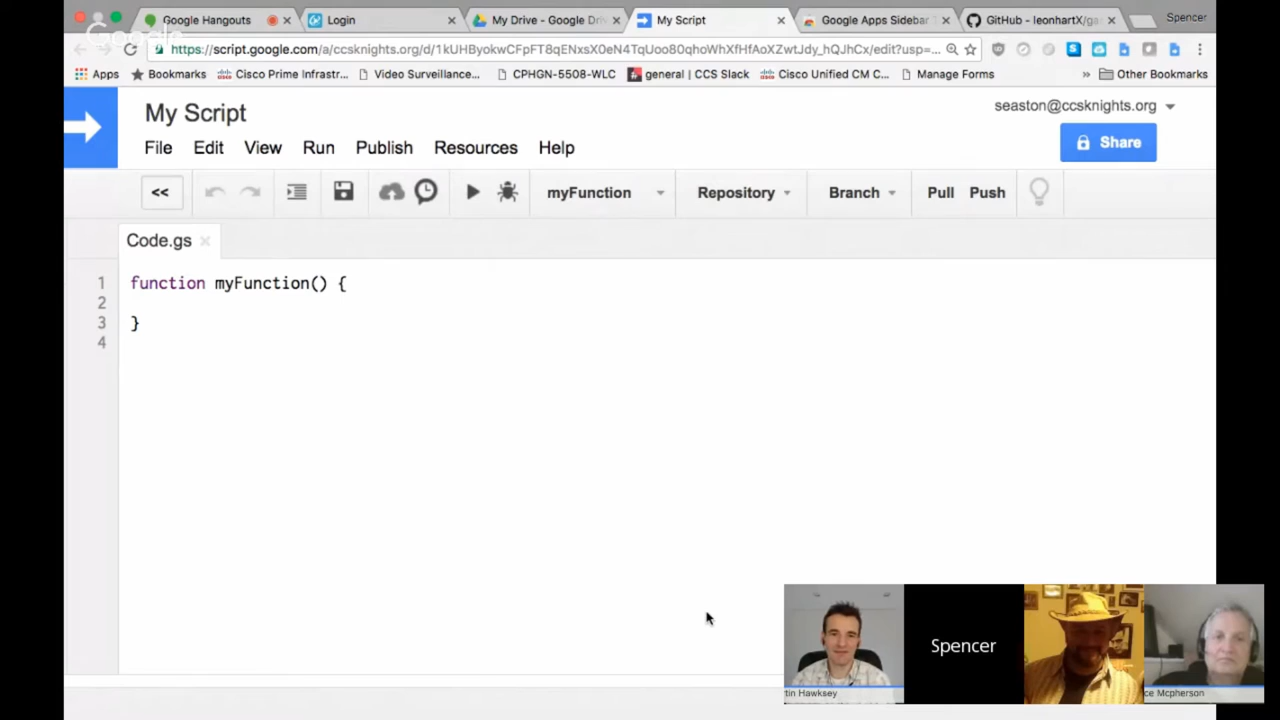 Google Hangouts
Login
My Drive - Google Dri
My Script
Google Apps Sidebar
GitHub - leonhartX/ga
Spencer
Google
Live
https://script.google.com/a/ccsknights.org/d/1kUHByokwCFpFT8qENxsX0eN4TqUoo80qhoWhXfHfAoXZwtJdy_hQJhCx/edit?usp=...
Apps
Bookmarks
Cisco Prime Infrastr...
Video Surveillance...
CPHGN-5508-WLC
general | CCS Slack
Cisco Unified CM C...
Manage Forms
»
Other Bookmarks
My Script
seaston@ccsknights.org
File Edit View Run Publish Resources Help
Share
<<
myFunction
Repository
Branch
Pull
Push
Code.gs
1 function myFunction() {
2
3 }
4
Spencer
tin Hawksey
ce Mcpherson